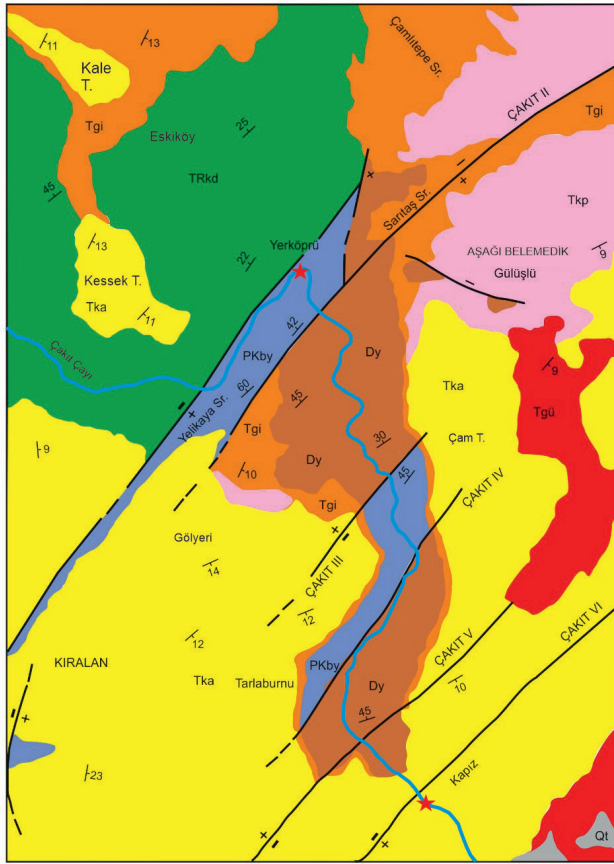 11
13
Kale
T.
Çamlıtepe Sr.
Tgi
Eskiköy
25
ÇAKIT II
Tgi
45
TRkd
Sarıtaş Sr.
Tkp
13
Yerköprü
AŞAĞI BELEMEDİK
Gülüşlü
9
Kessek T.
22
Tka
11
42
Çakıt Çayı
PKby
Dy
60
45
Tka
9
Yelikaya Sr.
Tgü
Tgi
30
Çam T.
9
Dy
10
45
Tgi
ÇAKIT IV
Gölyeri
14
ÇAKIT III
12
12
ÇAKIT V
ÇAKIT VI
KIRALAN
Tka
Tarlaburnu
PKby
Dy
10
45
23
Kapız
Qt